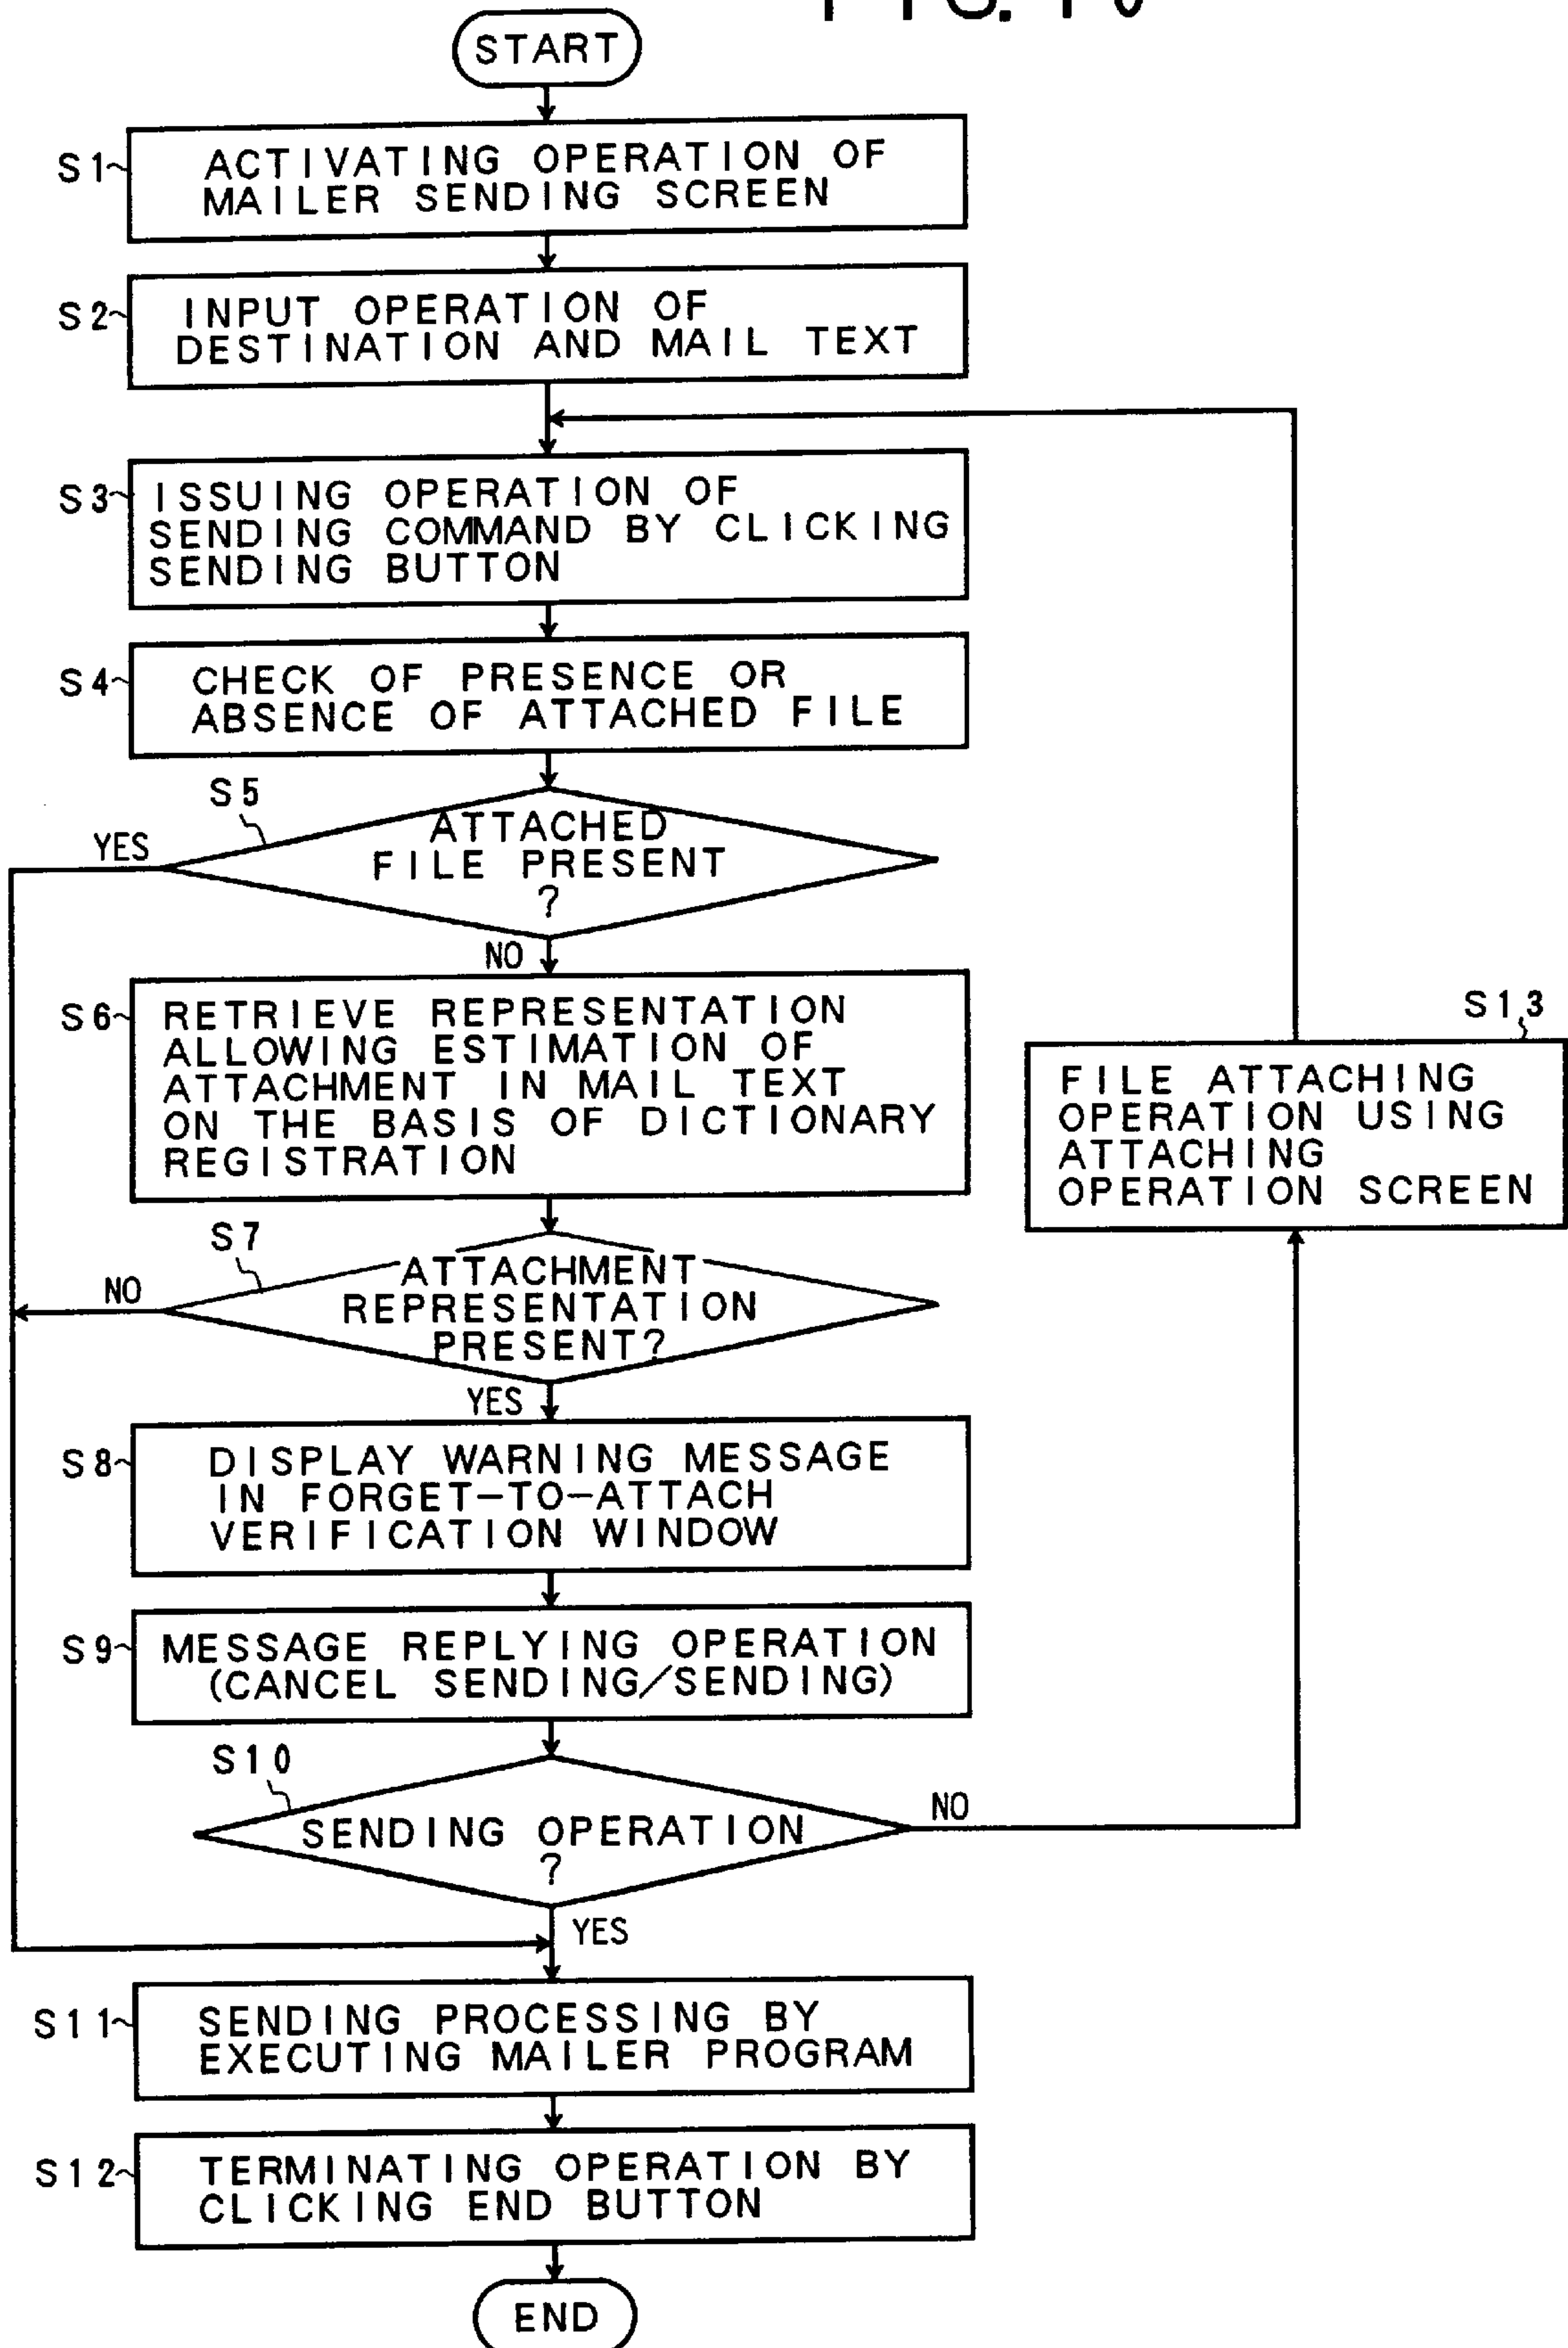 FIG. 10
START
S1
ACTIVATING OPERATION OF
MAILER SENDING SCREEN
S2
INPUT OPERATION OF
DESTINATION AND MAIL TEXT
S3
ISSUING OPERATION OF
SENDING COMMAND BY CLICKING
SENDING BUTTON
S4
CHECK OF PRESENCE OR
ABSENCE OF ATTACHED FILE
S5
YES
ATTACHED
FILE PRESENT
?
NO
S6
RETRIEVE REPRESENTATION
ALLOWING ESTIMATION OF
ATTACHMENT IN MAIL TEXT
ON THE BASIS OF DICTIONARY
REGISTRATION
S13
FILE ATTACHING
OPERATION USING
ATTACHING
OPERATION SCREEN
S7
NO
ATTACHMENT
REPRESENTATION
PRESENT?
YES
S8
DISPLAY WARNING MESSAGE
IN FORGET-TO-ATTACH
VERIFICATION WINDOW
S9
MESSAGE REPLYING OPERATION
(CANCEL SENDING/SENDING)
S10
NO
SENDING OPERATION
?
YES
S11
SENDING PROCESSING BY
EXECUTING MAILER PROGRAM
S12
TERMINATING OPERATION BY
CLICKING END BUTTON
END